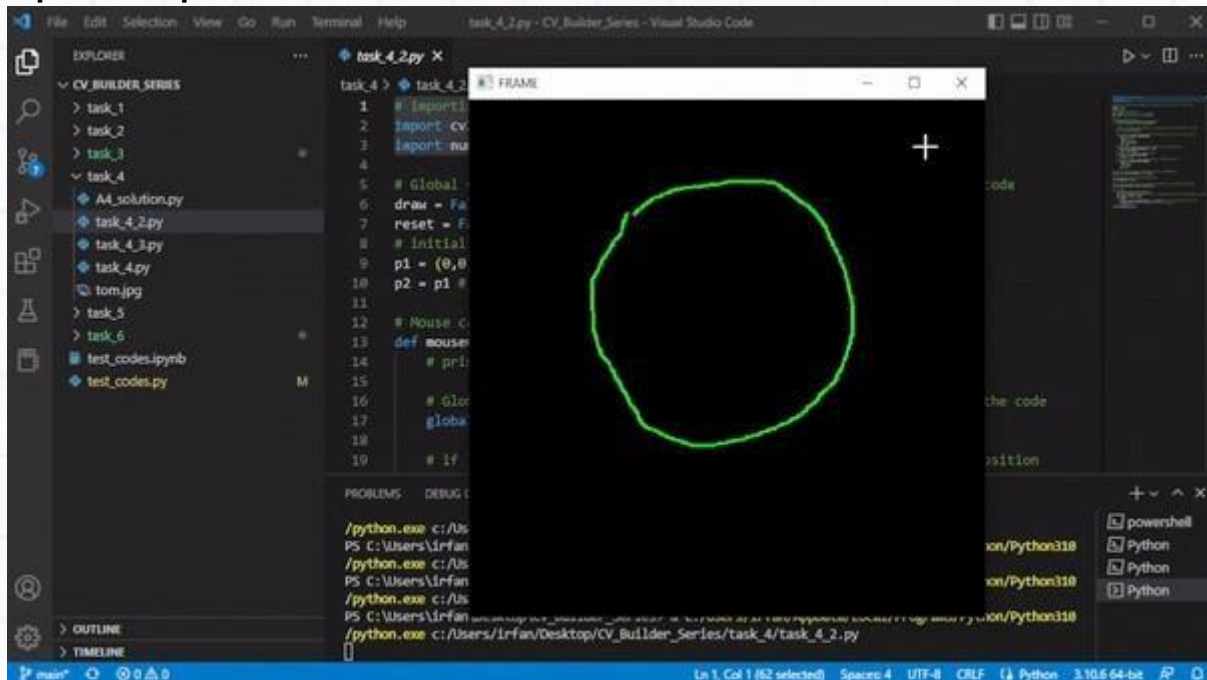 File Edit Selection View Go Run Terminal Help
task_4_2.py - CV_Builder_Series - Visual Studio Code
EXPLORER
CV_BUILDER_SERIES
task_1
task_2
task_3
task_4
A4_solution.py
task_4_2.py
task_4_3.py
task_4.py
tom.jpg
task_5
task_6
test_codes.ipynb
test_codes.py M
OUTLINE
TIMELINE
task_4_2.py
task_4 > task_4_2
FRAME
1 # importi
2 import cv
3 import nu
4
5 # Global code
6 draw = Fa
7 reset = F
8 # initial
9 p1 = (0,0
10 p2 = p1 #
11
12 # Mouse c
13 def mouse
14 # pri
15
16 # Glo the code
17 globa
18
19 # if sition
PROBLEMS DEBUG
/python.exe c:/Us
PS C:\Users\irfan on/Python310
/python.exe c:/Us
PS C:\Users\irfan on/Python310
/python.exe c:/Us
PS C:\Users\irfan on/Python310
/python.exe c:/Users/irfan/Desktop/CV_Builder_Series/task_4/task_4_2.py
powershell
Python
Python
Python
main* 0 0 Ln 1, Col 1 (62 selected) Spaces: 4 UTF-8 CRLF Python 3.10.6 64-bit